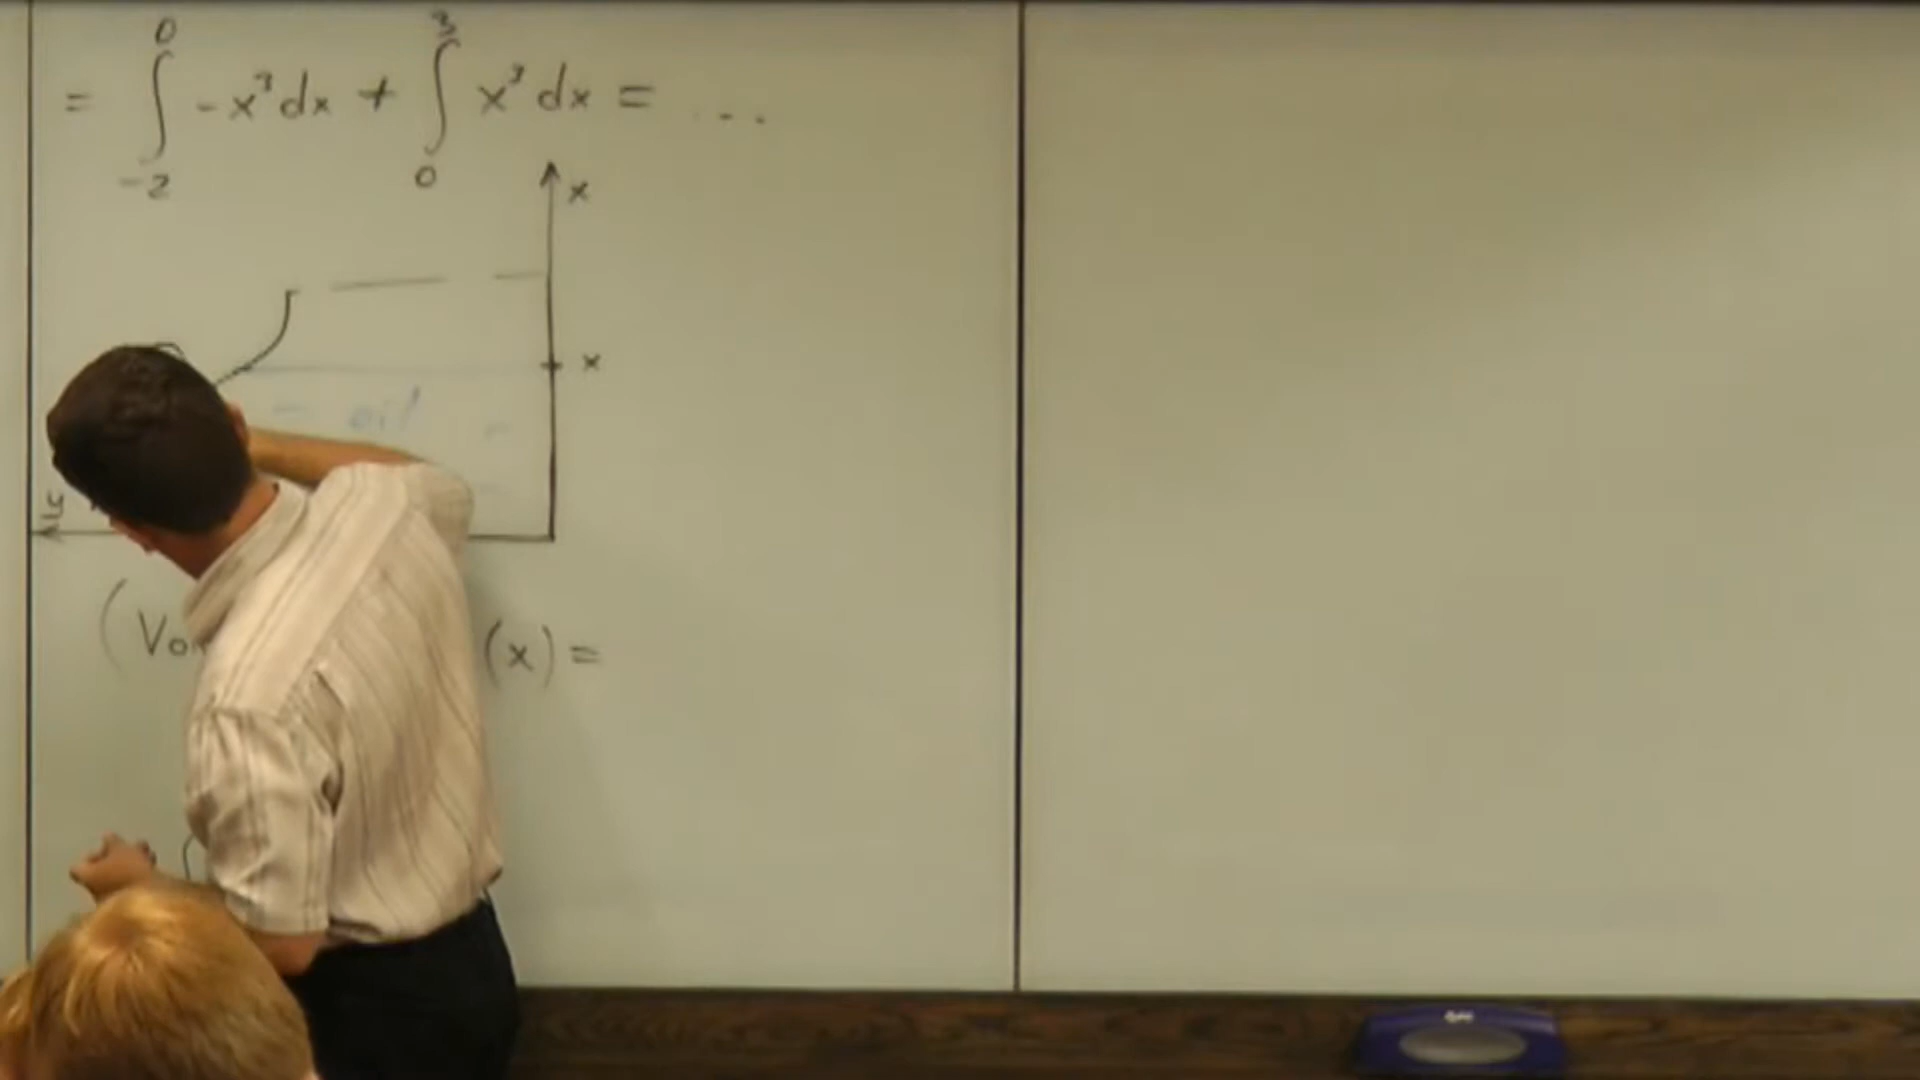 = ∫_{-2}^{0} -x³dx + ∫_{0}^{3} x³dx = ...
x
x
oil
y
(Vo
(x) =